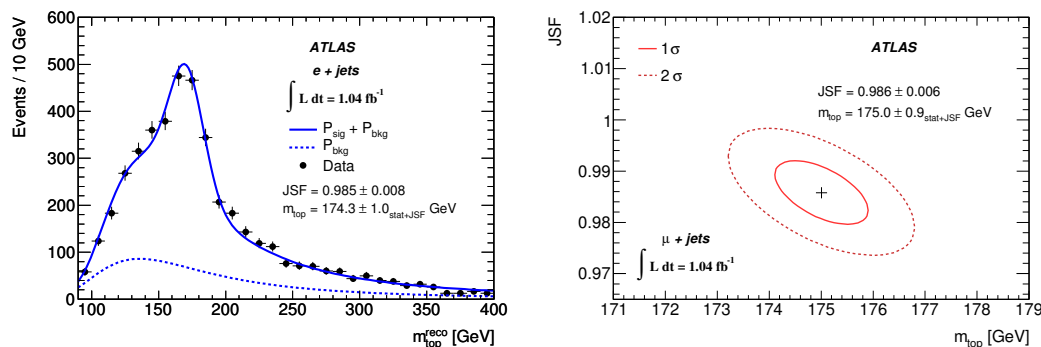 Events / 10 GeV
600
500
400
300
200
100
0
ATLAS
e + jets
∫ L dt = 1.04 fb⁻¹
P_sig + P_bkg
P_bkg
Data
JSF = 0.985 ± 0.008
m_top = 174.3 ± 1.0_stat+JSF GeV
100 150 200 250 300 350 400
m_top^reco [GeV]
JSF
1.02
1.01
1
0.99
0.98
0.97
1σ
2σ
ATLAS
JSF = 0.986 ± 0.006
m_top = 175.0 ± 0.9_stat+JSF GeV
μ + jets
∫ L dt = 1.04 fb⁻¹
171 172 173 174 175 176 177 178 179
m_top [GeV]